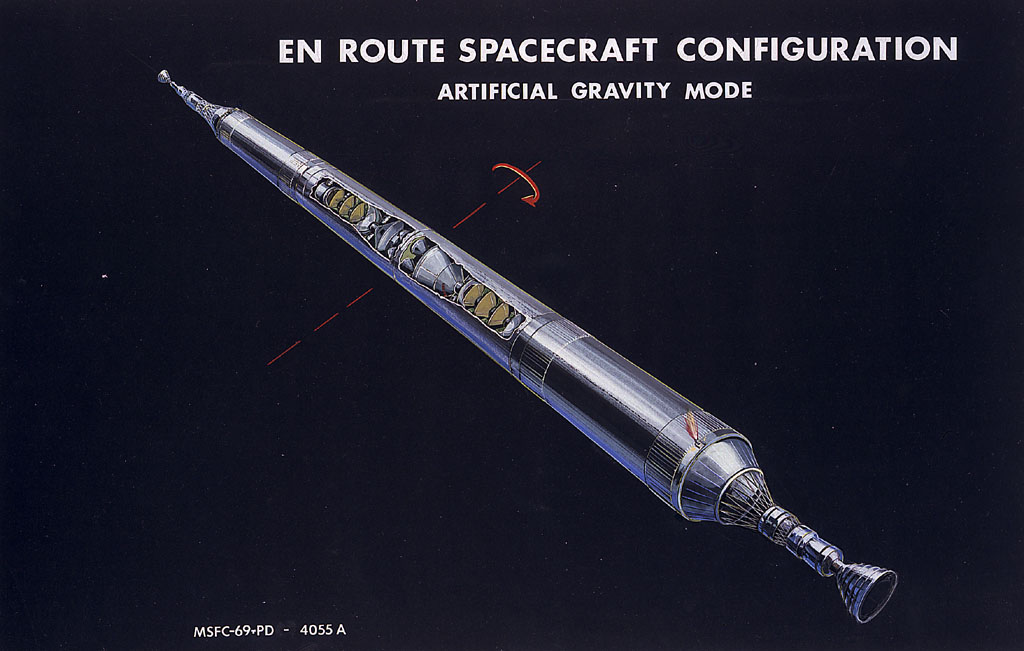 EN ROUTE SPACECRAFT CONFIGURATION
ARTIFICIAL GRAVITY MODE
MSFC-69-PD - 4055 A